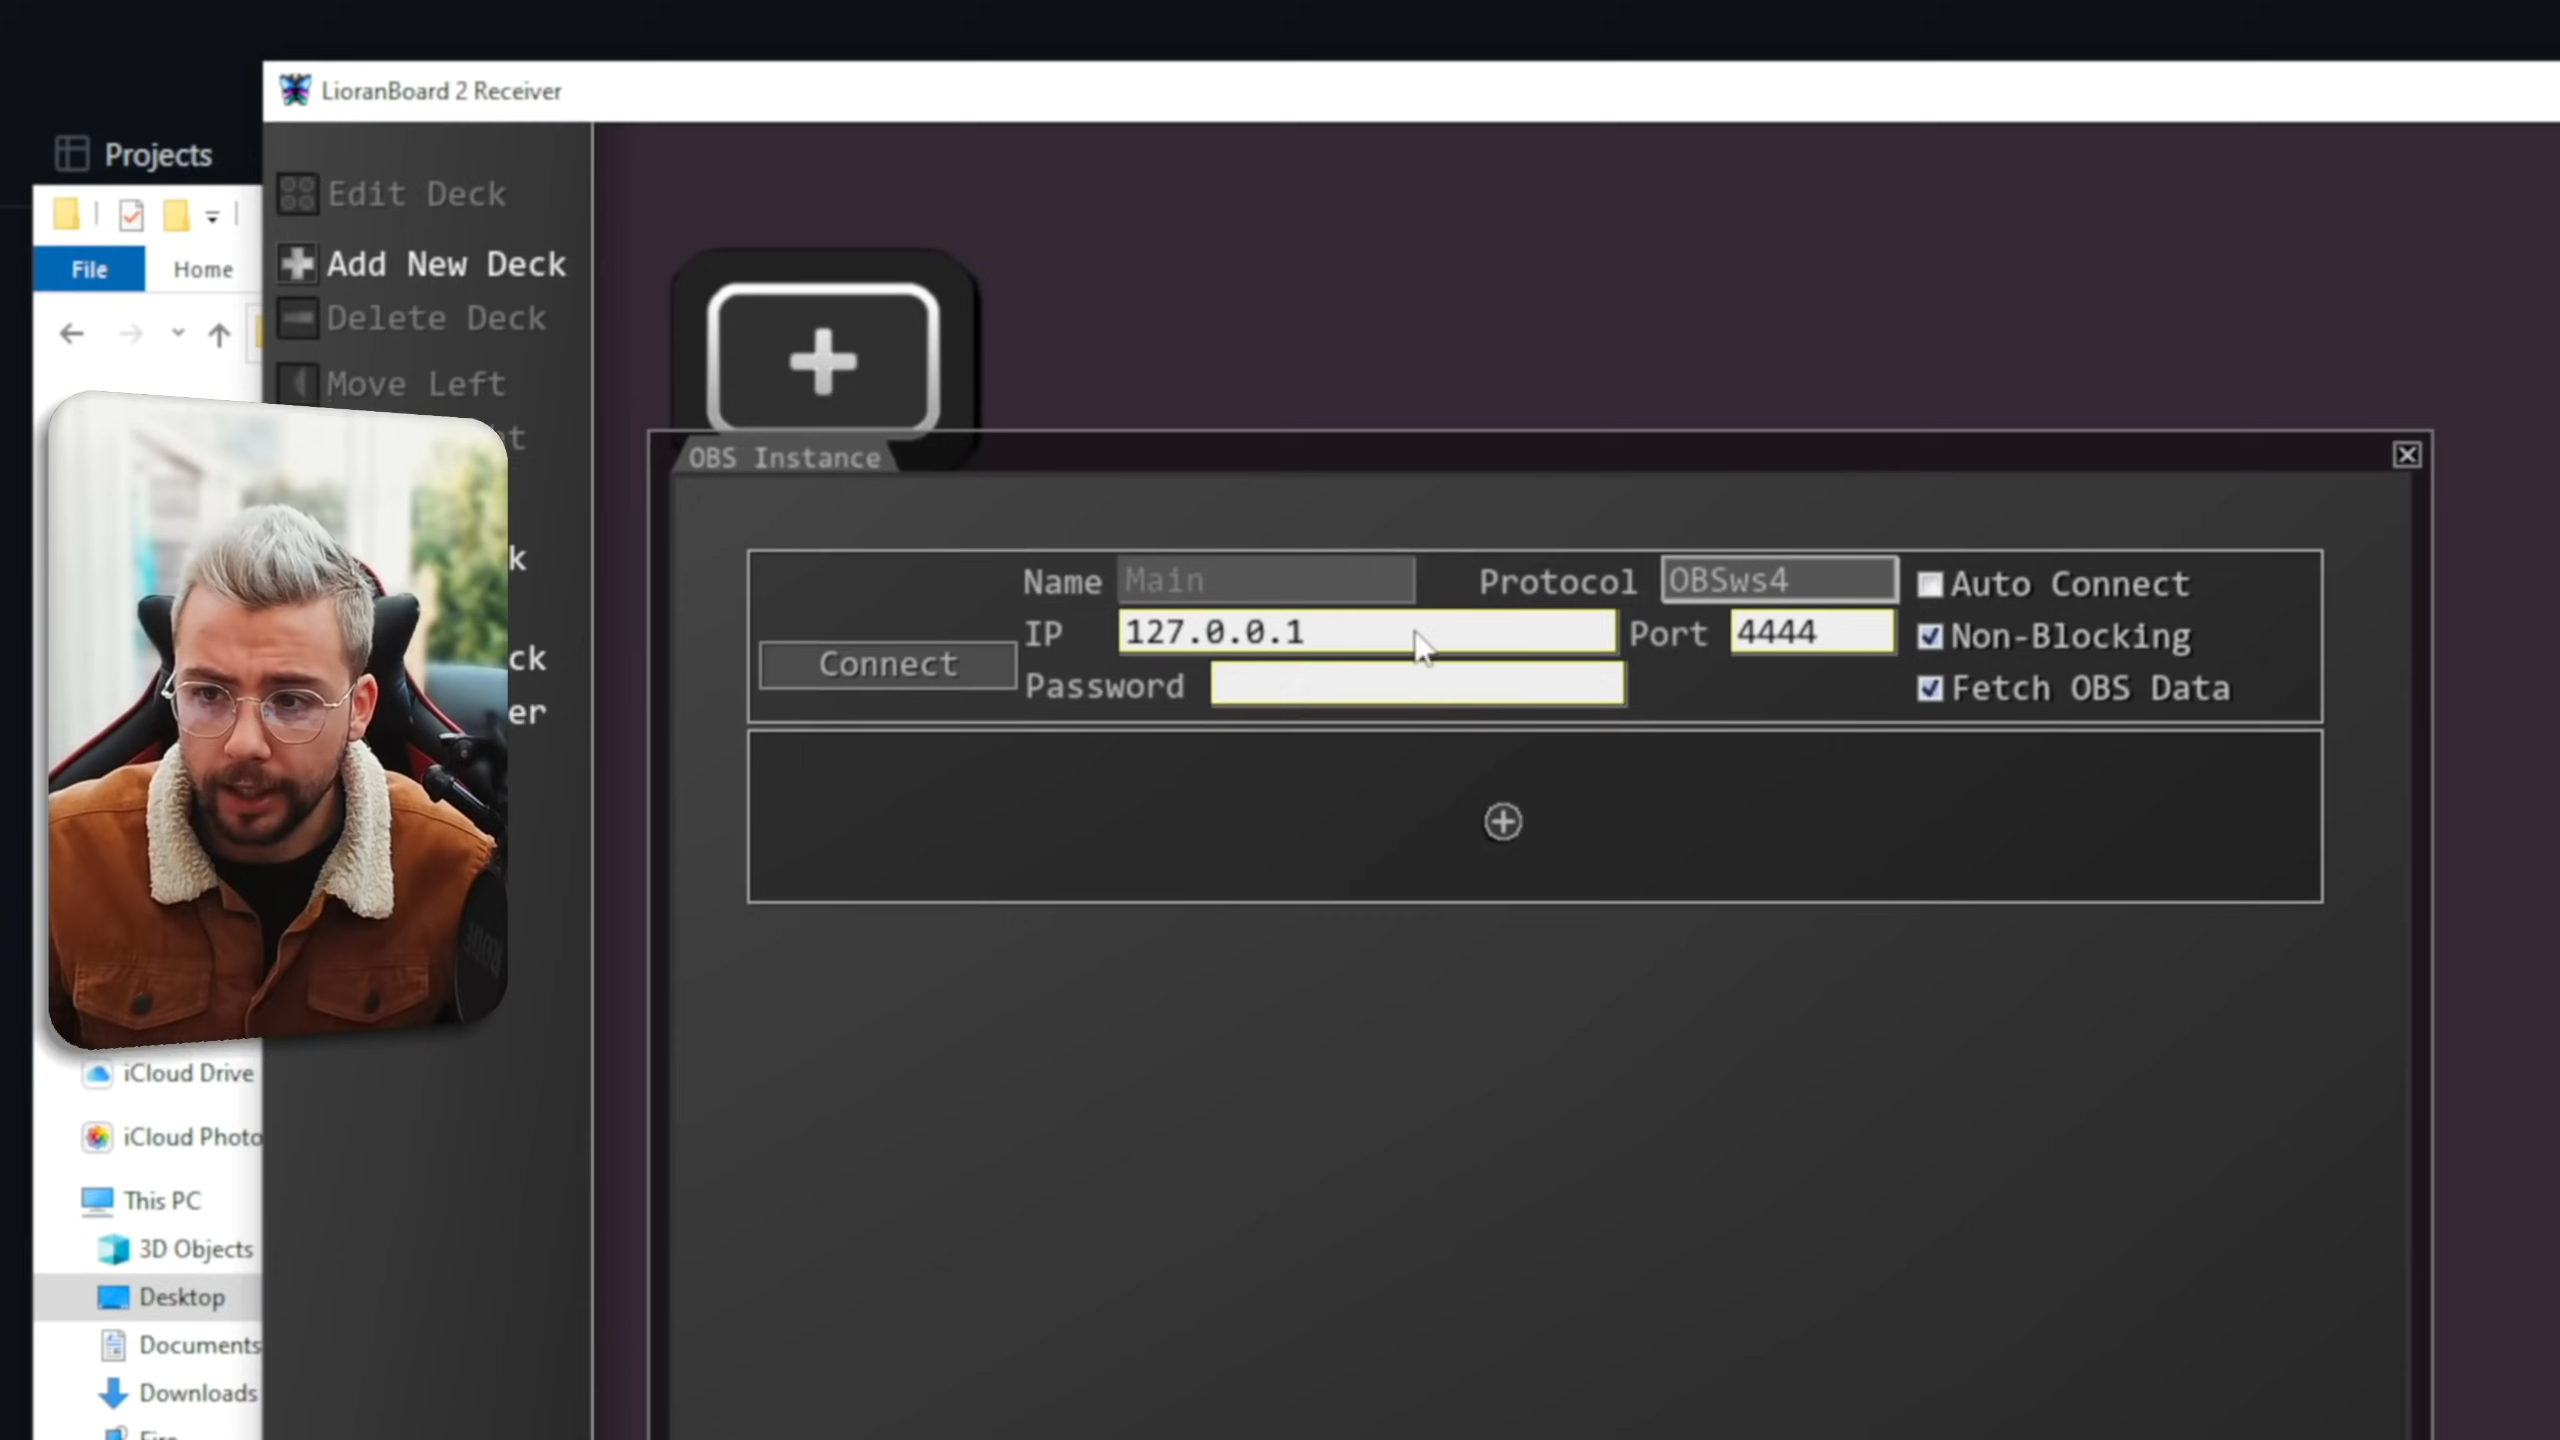 LioranBoard 2 Receiver
Projects
File
Home
Edit Deck
Add New Deck
Delete Deck
Move Left
t
k
ck
er
OBS Instance
Name
Main
Protocol
OBSws4
Auto Connect
IP
127.0.0.1
Port
4444
Non-Blocking
Connect
Password
Fetch OBS Data
RODE
iCloud Drive
iCloud Photo
This PC
3D Objects
Desktop
Documents
Downloads